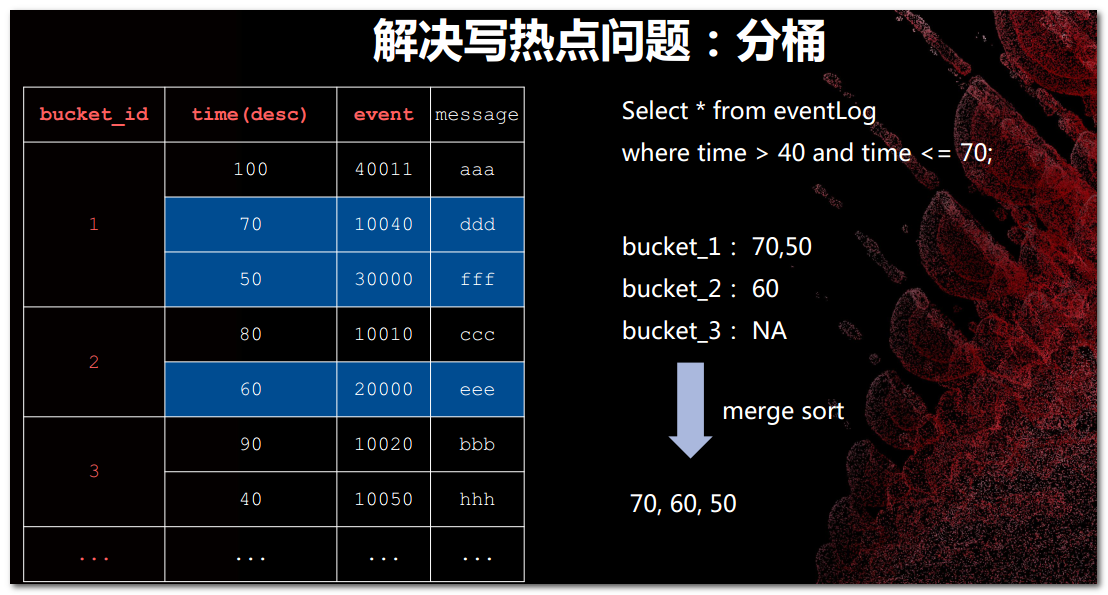 解决写热点问题：分桶
bucket_id time(desc) event message
1
100 40011 aaa
70 10040 ddd
50 30000 fff
2
80 10010 ccc
60 20000 eee
3
90 10020 bbb
40 10050 hhh
... ... ... ...
Select * from eventLog
where time > 40 and time <= 70;
bucket_1： 70,50
bucket_2： 60
bucket_3： NA
merge sort
70, 60, 50